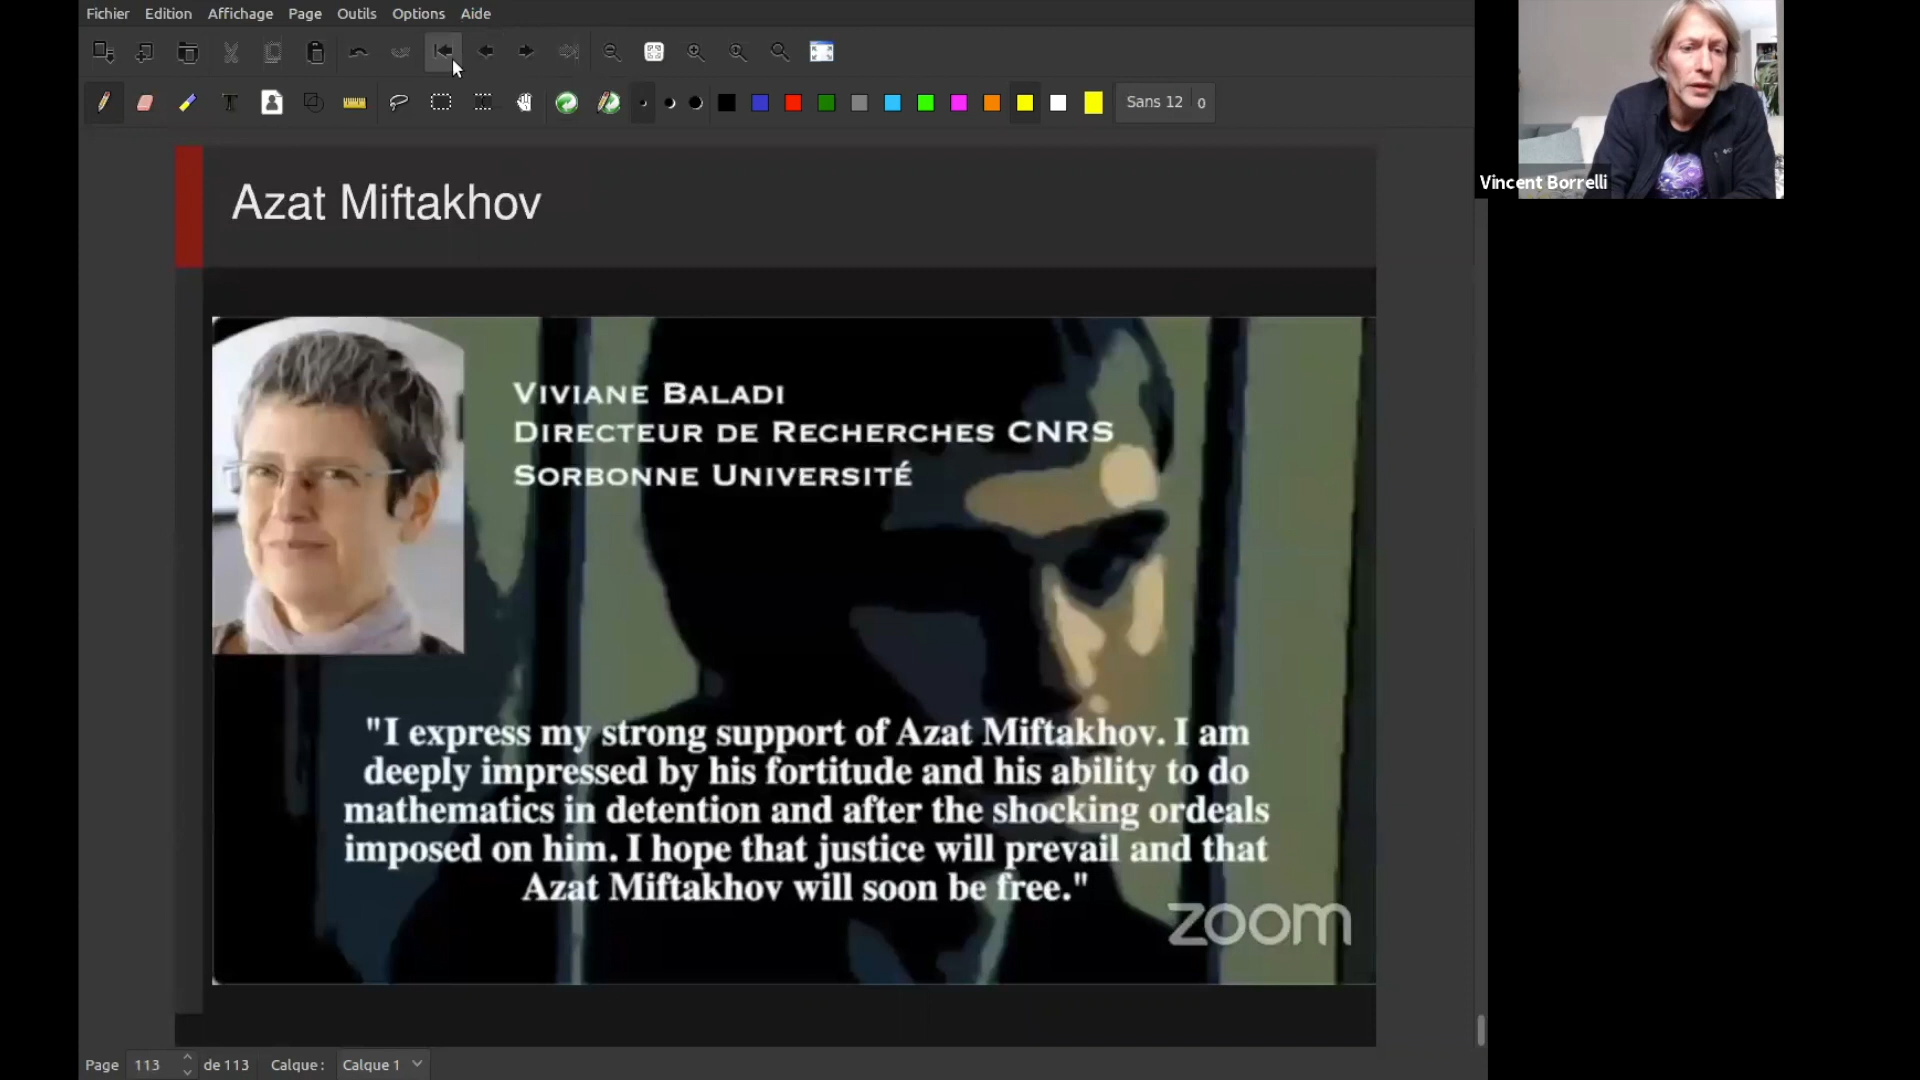 Fichier Edition Affichage Page Outils Options Aide
Sans 12 0
Azat Miftakhov
VIVIANE BALADI
DIRECTEUR DE RECHERCHES CNRS
SORBONNE UNIVERSITÉ
"I express my strong support of Azat Miftakhov. I am
deeply impressed by his fortitude and his ability to do
mathematics in detention and after the shocking ordeals
imposed on him. I hope that justice will prevail and that
Azat Miftakhov will soon be free."
zoom
Page 113 de 113 Calque : Calque 1
Vincent Borrelli